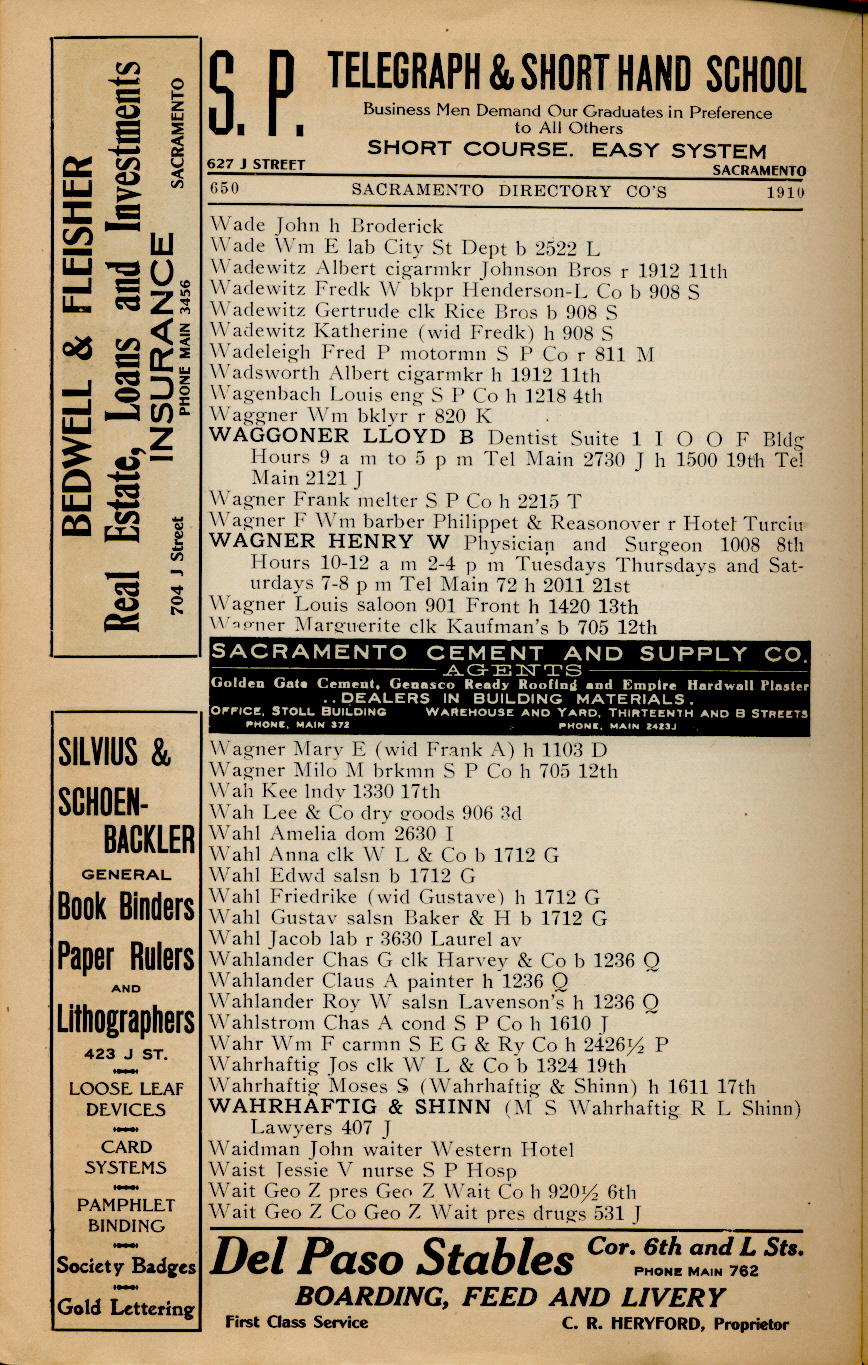 S. P.
TELEGRAPH & SHORT HAND SCHOOL
Business Men Demand Our Graduates in Preference
to All Others
SHORT COURSE. EASY SYSTEM
627 J STREET
SACRAMENTO
650 SACRAMENTO DIRECTORY CO'S 1910
BEDWELL & FLEISHER
Real Estate, Loans and Investments
INSURANCE
704 J Street PHONE MAIN 3456 SACRAMENTO
Wade John h Broderick
Wade Wm E lab City St Dept b 2522 L
Wadewitz Albert cigarmkr Johnson Bros r 1912 11th
Wadewitz Fredk W bkpr Henderson-L Co b 908 S
Wadewitz Gertrude clk Rice Bros b 908 S
Wadewitz Katherine (wid Fredk) h 908 S
Wadeleigh Fred P motormn S P Co r 811 M
Wadsworth Albert cigarmkr h 1912 11th
Wagenbach Louis eng S P Co h 1218 4th
Waggner Wm bklyr r 820 K
WAGGONER LLOYD B Dentist Suite 1 I O O F Bldg
Hours 9 a m to 5 p m Tel Main 2730 J h 1500 19th Tel
Main 2121 J
Wagner Frank melter S P Co h 2215 T
Wagner F Wm barber Philippet & Reasonover r Hotel Turclu
WAGNER HENRY W Physician and Surgeon 1008 8th
Hours 10-12 a m 2-4 p m Tuesdays Thursdays and Sat-
urdays 7-8 p m Tel Main 72 h 2011 21st
Wagner Louis saloon 901 Front h 1420 13th
Wagner Marguerite clk Kaufman's b 705 12th
SACRAMENTO CEMENT AND SUPPLY CO.
AGENTS
Golden Gate Cement, Genasco Ready Roofing and Empire Hardwall Plaster
..DEALERS IN BUILDING MATERIALS.
OFFICE, STOLL BUILDING WAREHOUSE AND YARD, THIRTEENTH AND B STREETS
PHONE, MAIN 372 PHONE, MAIN 2423J
Wagner Mary E (wid Frank A) h 1103 D
Wagner Milo M brkmn S P Co h 705 12th
Wah Kee lndy 1330 17th
Wah Lee & Co dry goods 906 3d
Wahl Amelia dom 2630 I
Wahl Anna clk W L & Co b 1712 G
Wahl Edwd salsn b 1712 G
Wahl Friedrike (wid Gustave) h 1712 G
Wahl Gustav salsn Baker & H b 1712 G
Wahl Jacob lab r 3630 Laurel av
Wahlander Chas G clk Harvey & Co b 1236 Q
Wahlander Claus A painter h 1236 Q
Wahlander Roy W salsn Lavenson's h 1236 Q
Wahlstrom Chas A cond S P Co h 1610 J
Wahr Wm F carmn S E G & Ry Co h 2426½ P
Wahrhaftig Jos clk W L & Co b 1324 19th
Wahrhaftig Moses S (Wahrhaftig & Shinn) h 1611 17th
WAHRHAFTIG & SHINN (M S Wahrhaftig R L Shinn)
Lawyers 407 J
Waidman John waiter Western Hotel
Waist Jessie V nurse S P Hosp
Wait Geo Z pres Geo Z Wait Co h 920½ 6th
Wait Geo Z Co Geo Z Wait pres drugs 531 J
SILVIUS &
SCHOEN-
BACKLER
GENERAL
Book Binders
Paper Rulers
AND
Lithographers
423 J ST.
LOOSE LEAF
DEVICES
CARD
SYSTEMS
PAMPHLET
BINDING
Society Badges
Gold Lettering
Del Paso Stables Cor. 6th and L Sts.
PHONE MAIN 762
BOARDING, FEED AND LIVERY
First Class Service C. R. HERYFORD, Proprietor